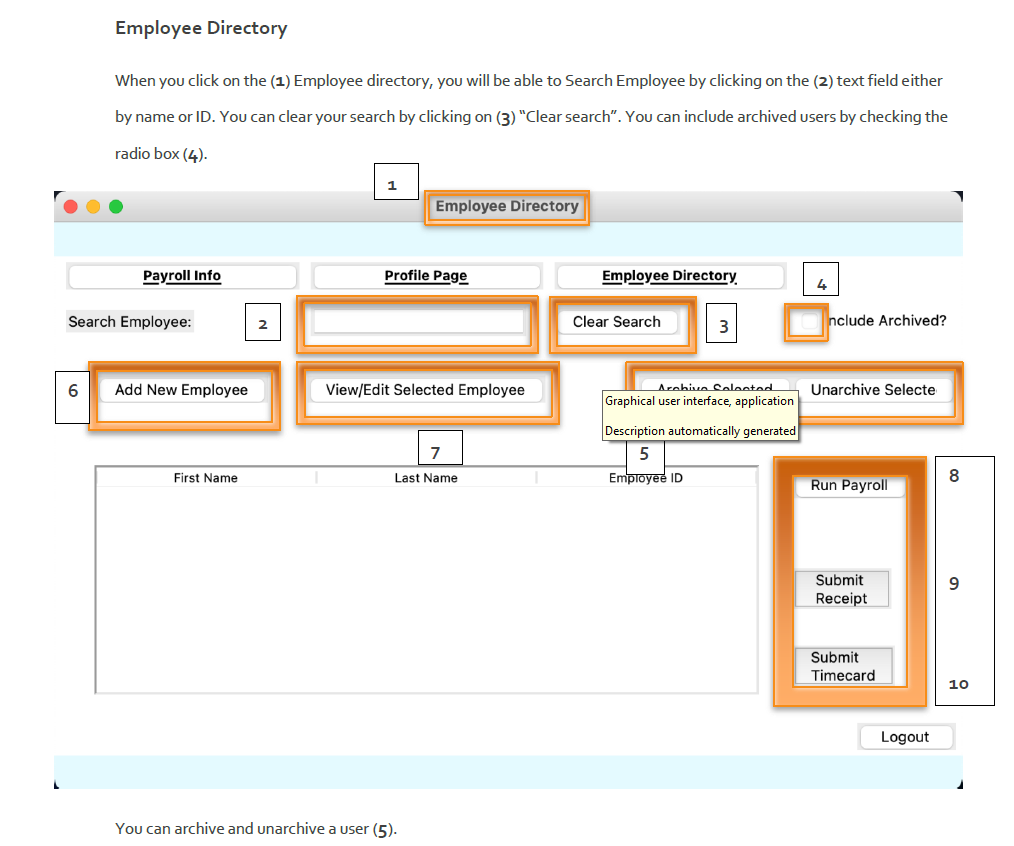 Employee Directory
When you click on the (1) Employee directory, you will be able to Search Employee by clicking on the (2) text field either
by name or ID. You can clear your search by clicking on (3) “Clear search”. You can include archived users by checking the
radio box (4).
1
Employee Directory
Payroll Info
Profile Page
Employee Directory
4
Search Employee:
2
Clear Search
3
nclude Archived?
6
Add New Employee
View/Edit Selected Employee
Archive Selected
Unarchive Selecte
Graphical user interface, application
Description automatically generated
7
5
First Name
Last Name
Employee ID
Run Payroll
8
Submit
Receipt
9
Submit
Timecard
10
Logout
You can archive and unarchive a user (5).